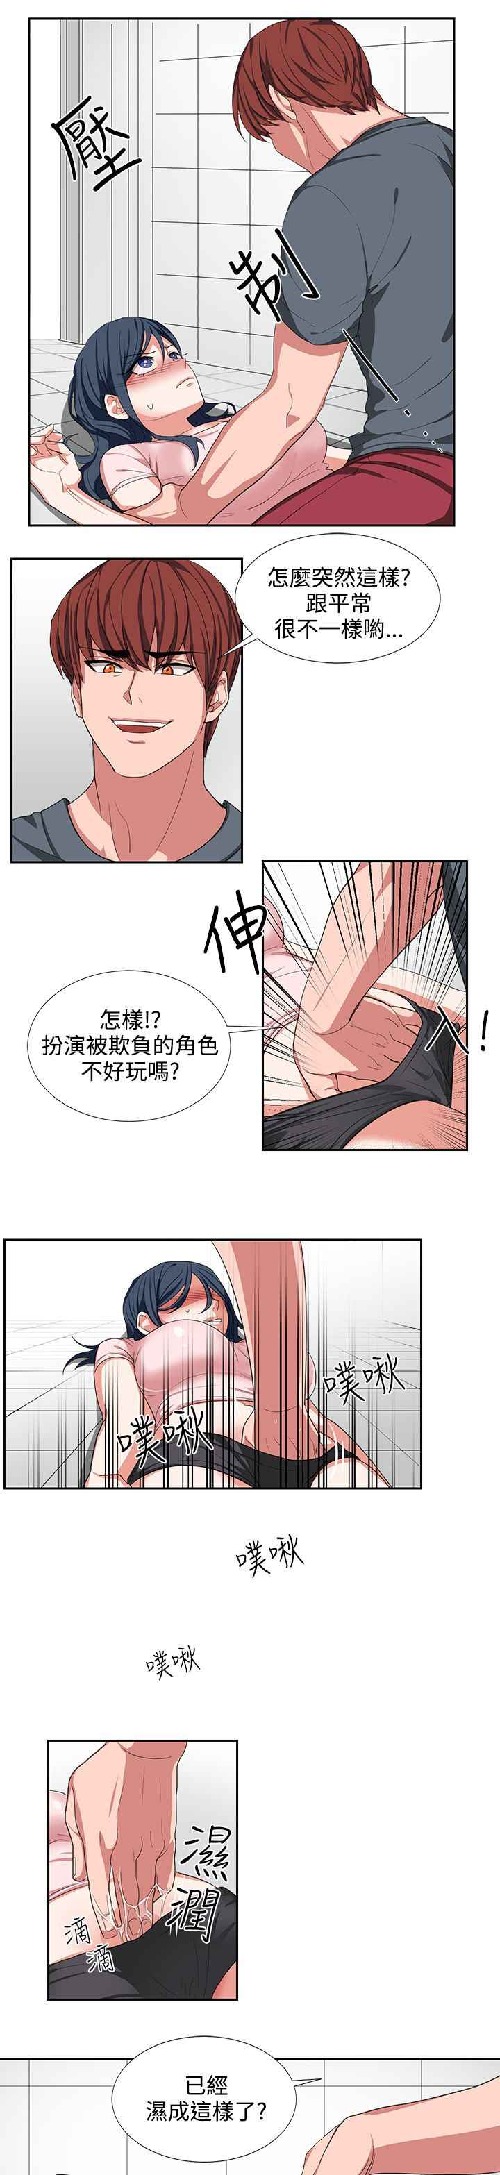 壓
制
怎麼突然這樣?
跟平常
很不一樣喲...
伸
入!
怎樣!?
扮演被欺負的角色
不好玩嗎?
噗啾
噗啾
噗啾
噗啾
濕
潤
滴
滴
已經
濕成這樣了?